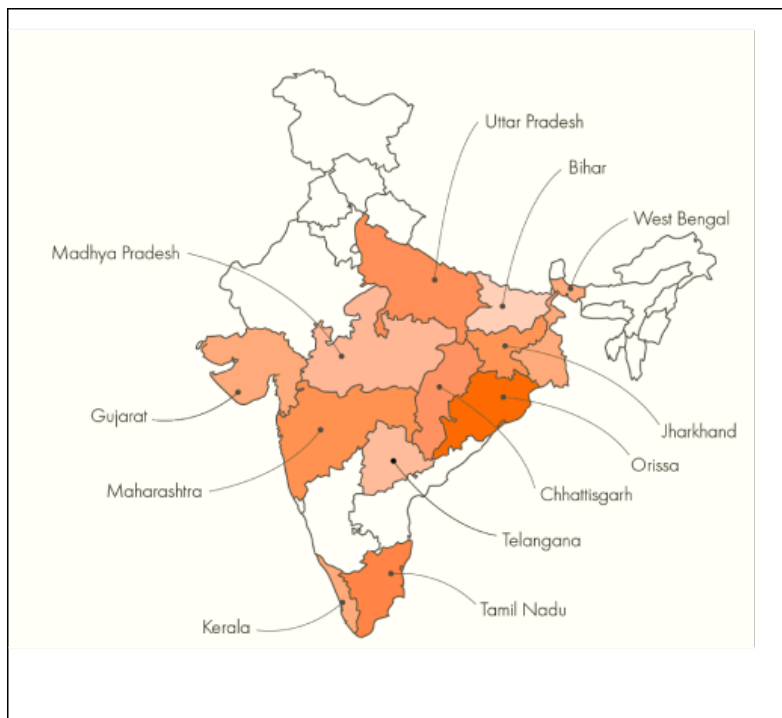 Uttar Pradesh
Bihar
West Bengal
Madhya Pradesh
Gujarat
Jharkhand
Orissa
Maharashtra
Chhattisgarh
Telangana
Tamil Nadu
Kerala